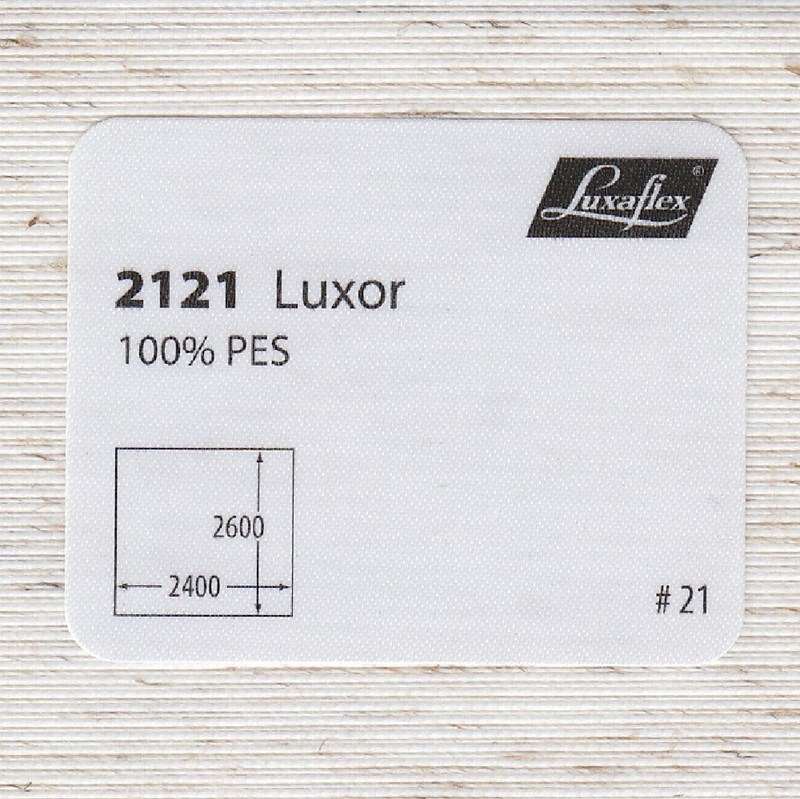 Luxaflex®
2121 Luxor
100% PES
2600
2400
# 21